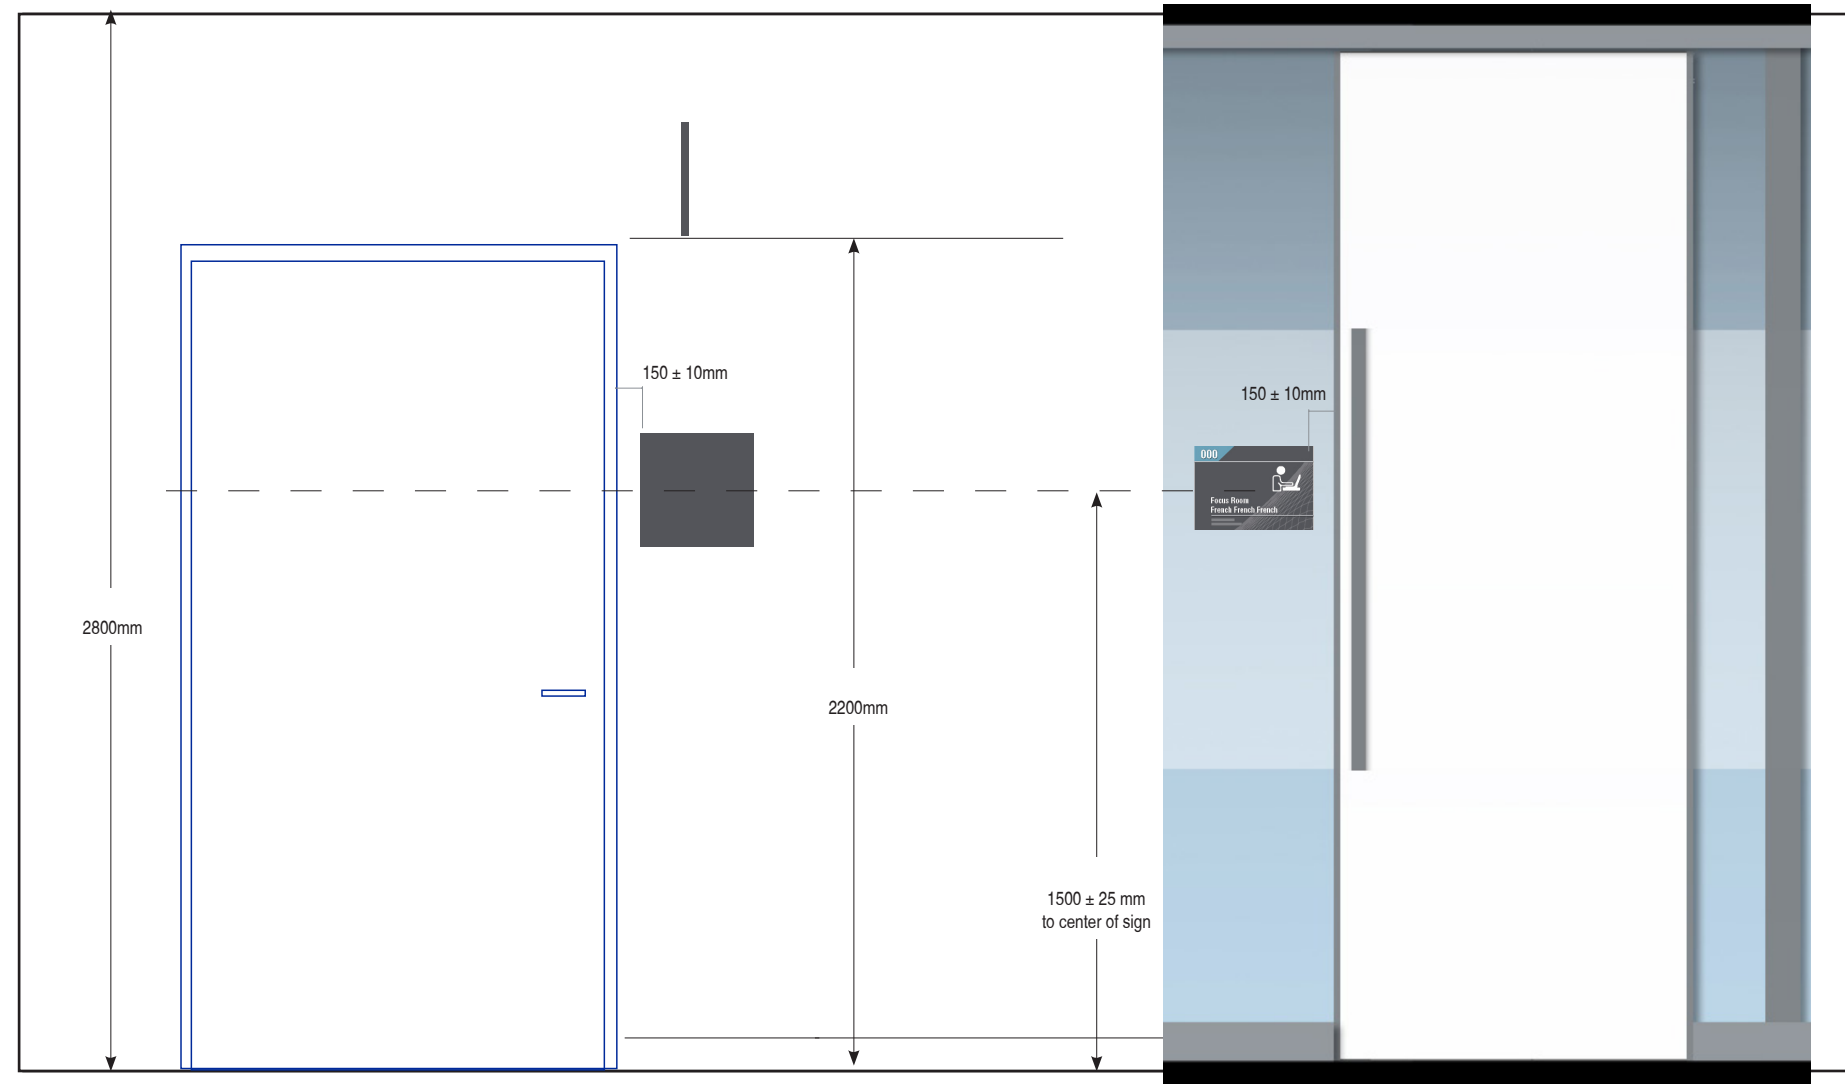 150 ± 10mm
150 ± 10mm
000
Focus Room
French French French
2800mm
2200mm
1500 ± 25 mm
to center of sign